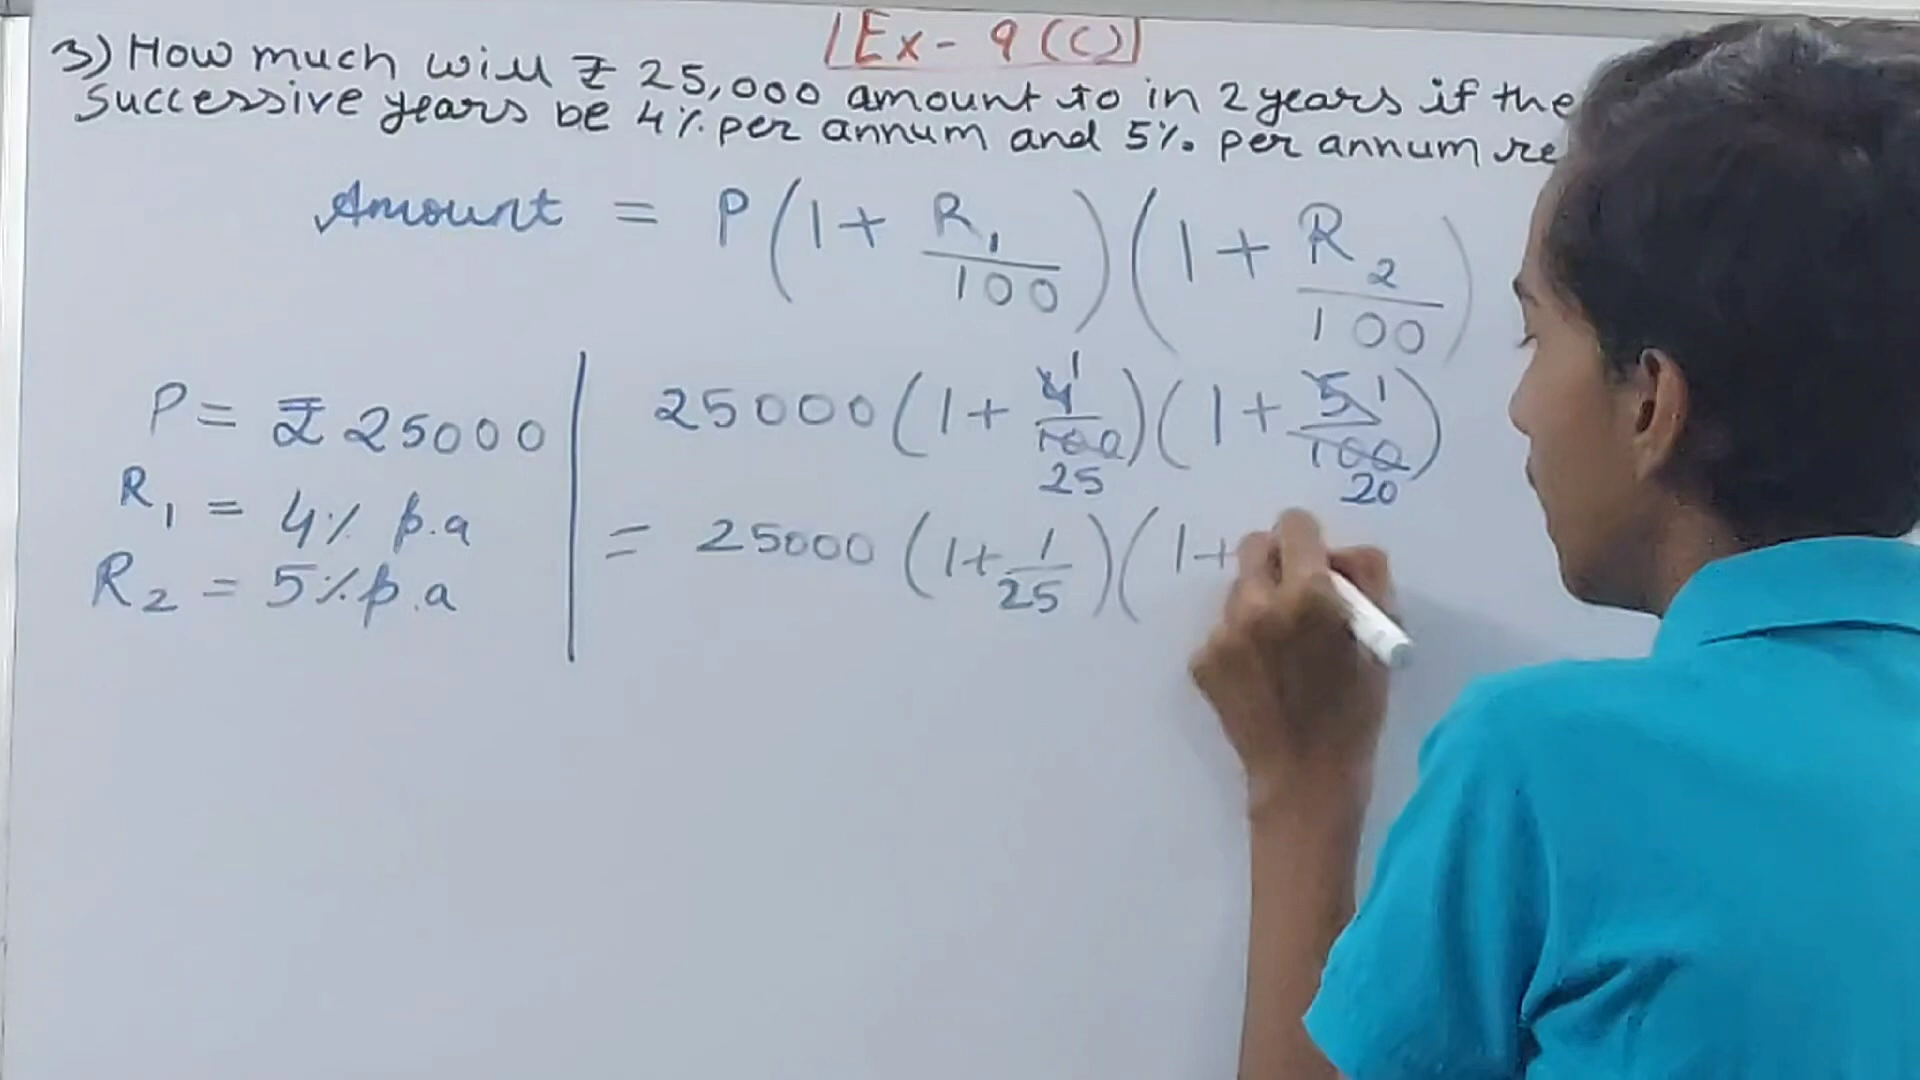 Ex - 9 (C)
3) How much will ₹ 25,000 amount to in 2 years if the
successive years be 4% per annum and 5% per annum re
Amount = P(1 + R₁/100)(1 + R₂/100)
P = ₹ 25000
R₁ = 4% p.a
R₂ = 5% p.a
25000(1 + 4/100)(1 + 5/100)
1 25 1 20
= 25000(1+1/25)(1+